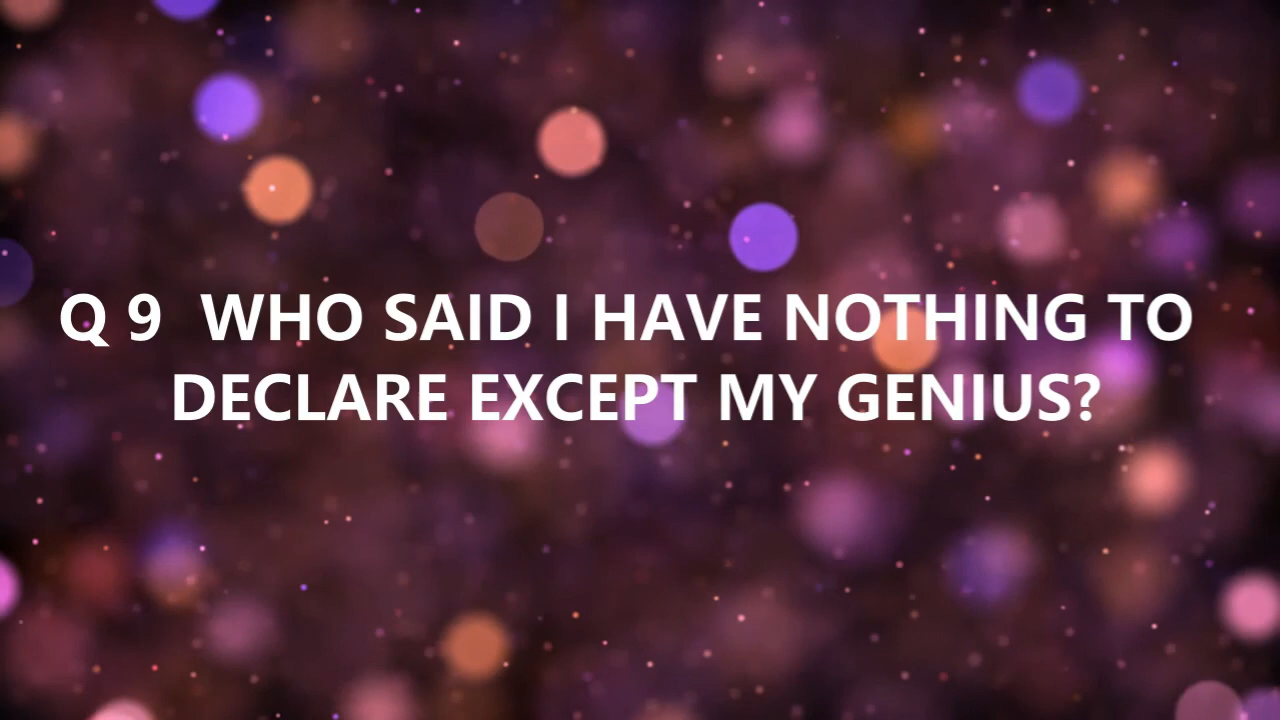 Q 9  WHO SAID I HAVE NOTHING TO
DECLARE EXCEPT MY GENIUS?